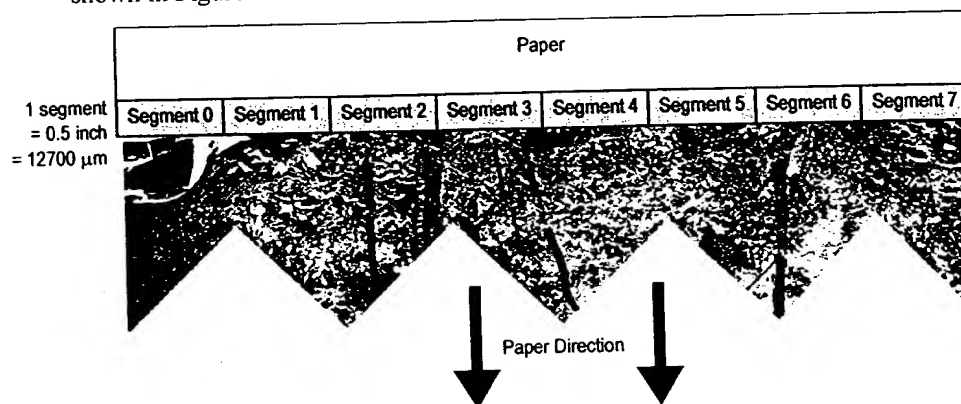 shown in Figure
Paper
1 segment
= 0.5 inch
= 12700 µm
Segment 0 Segment 1 Segment 2 Segment 3 Segment 4 Segment 5 Segment 6 Segment 7
Paper Direction